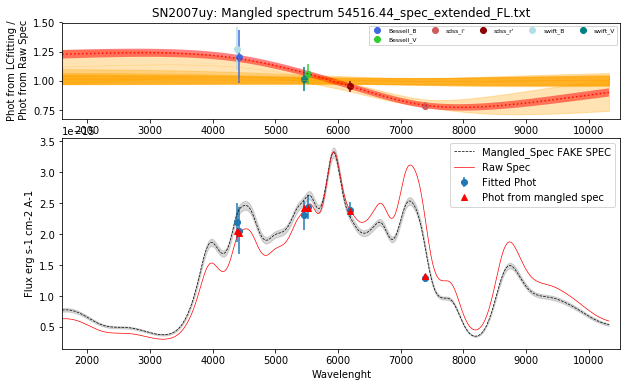 SN2007uy: Mangled spectrum 54516.44_spec_extended_FL.txt
Phot from LCfitting /
Phot from Raw Spec
1.50
1.25
1.00
0.75
Bessell_B
Bessell_V
sdss_i'
sdss_r'
swift_B
swift_V
2000 3000 4000 5000 6000 7000 8000 9000 10000
1e−15
Flux erg s-1 cm-2 A-1
3.5
3.0
2.5
2.0
1.5
1.0
0.5
Mangled_Spec FAKE SPEC
Raw Spec
Fitted Phot
Phot from mangled spec
2000 3000 4000 5000 6000 7000 8000 9000 10000
Wavelenght